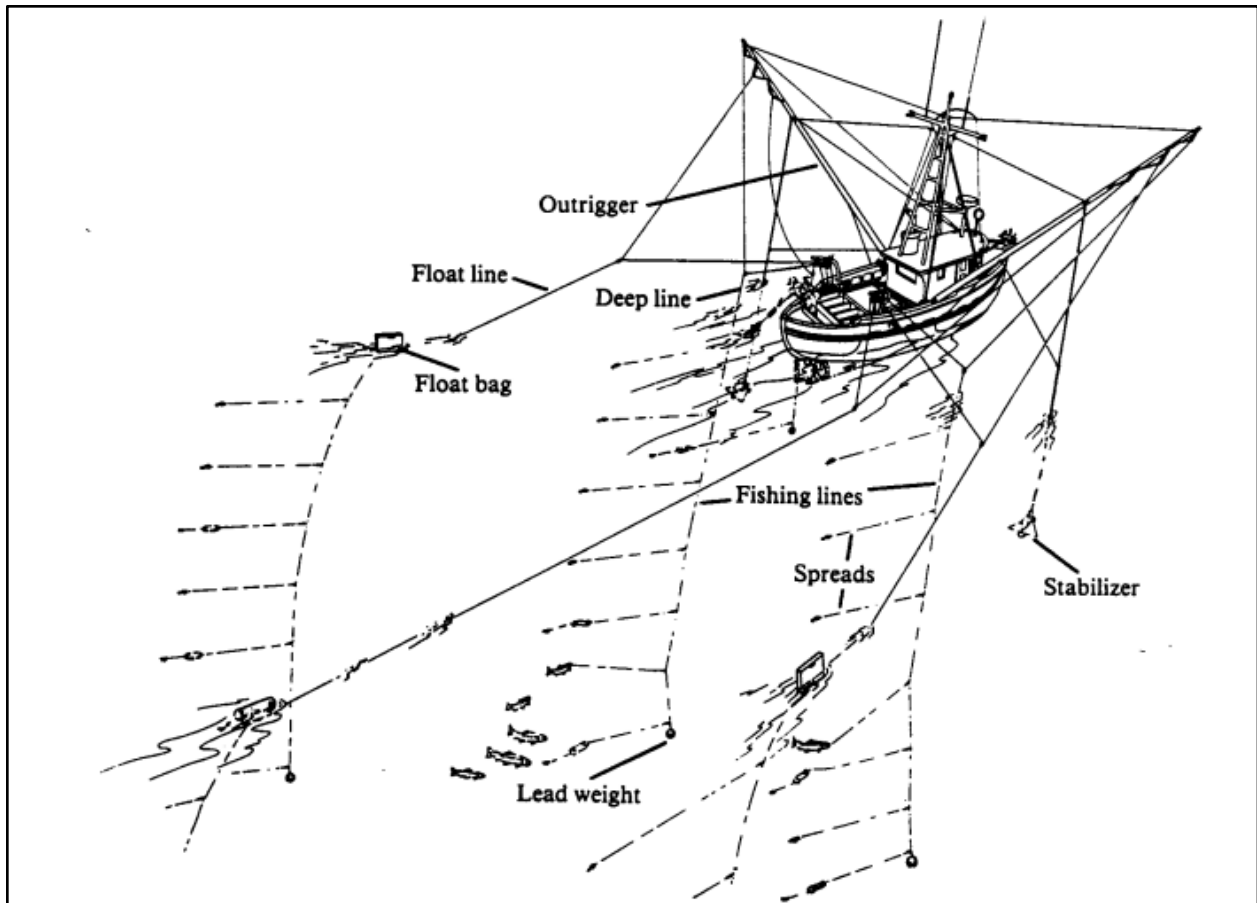 Outrigger
Float line
Deep line
Float bag
Fishing lines
Spreads
Stabilizer
Lead weight